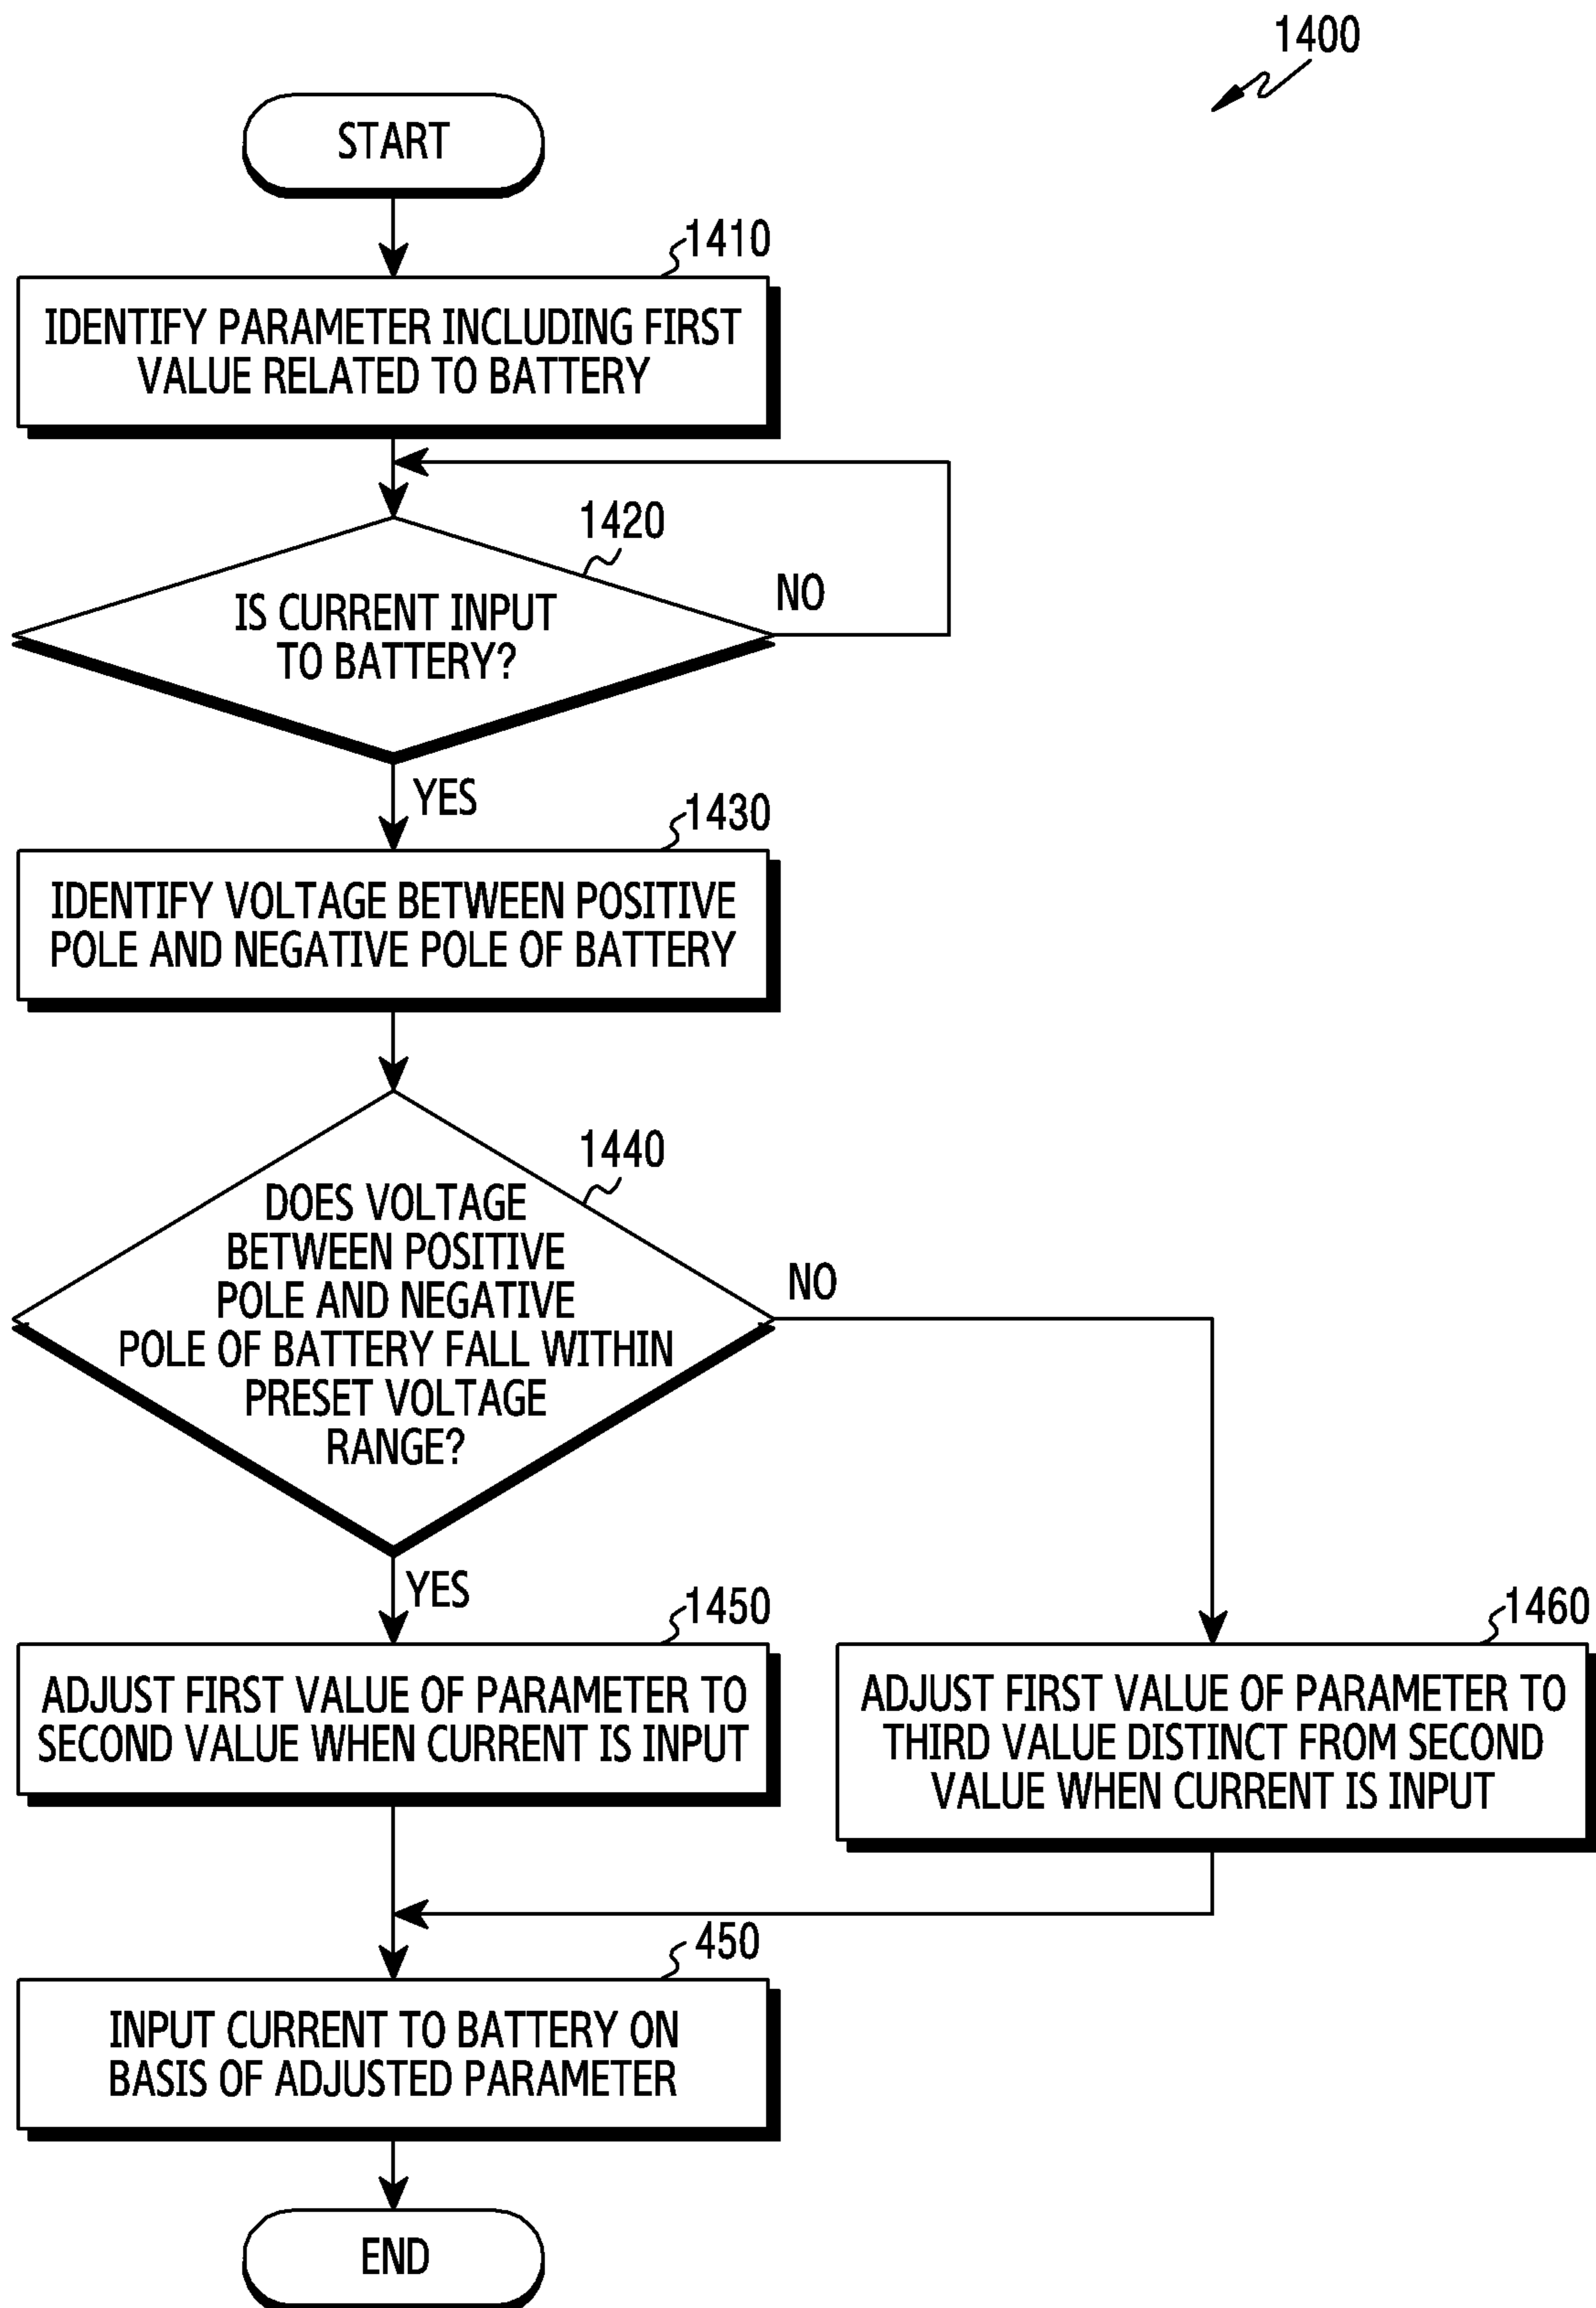 1400
START
1410
IDENTIFY PARAMETER INCLUDING FIRST
VALUE RELATED TO BATTERY
1420
IS CURRENT INPUT
TO BATTERY?
NO
YES
1430
IDENTIFY VOLTAGE BETWEEN POSITIVE
POLE AND NEGATIVE POLE OF BATTERY
1440
DOES VOLTAGE
BETWEEN POSITIVE
POLE AND NEGATIVE
POLE OF BATTERY FALL WITHIN
PRESET VOLTAGE
RANGE?
NO
YES
1450
ADJUST FIRST VALUE OF PARAMETER TO
SECOND VALUE WHEN CURRENT IS INPUT
1460
ADJUST FIRST VALUE OF PARAMETER TO
THIRD VALUE DISTINCT FROM SECOND
VALUE WHEN CURRENT IS INPUT
450
INPUT CURRENT TO BATTERY ON
BASIS OF ADJUSTED PARAMETER
END